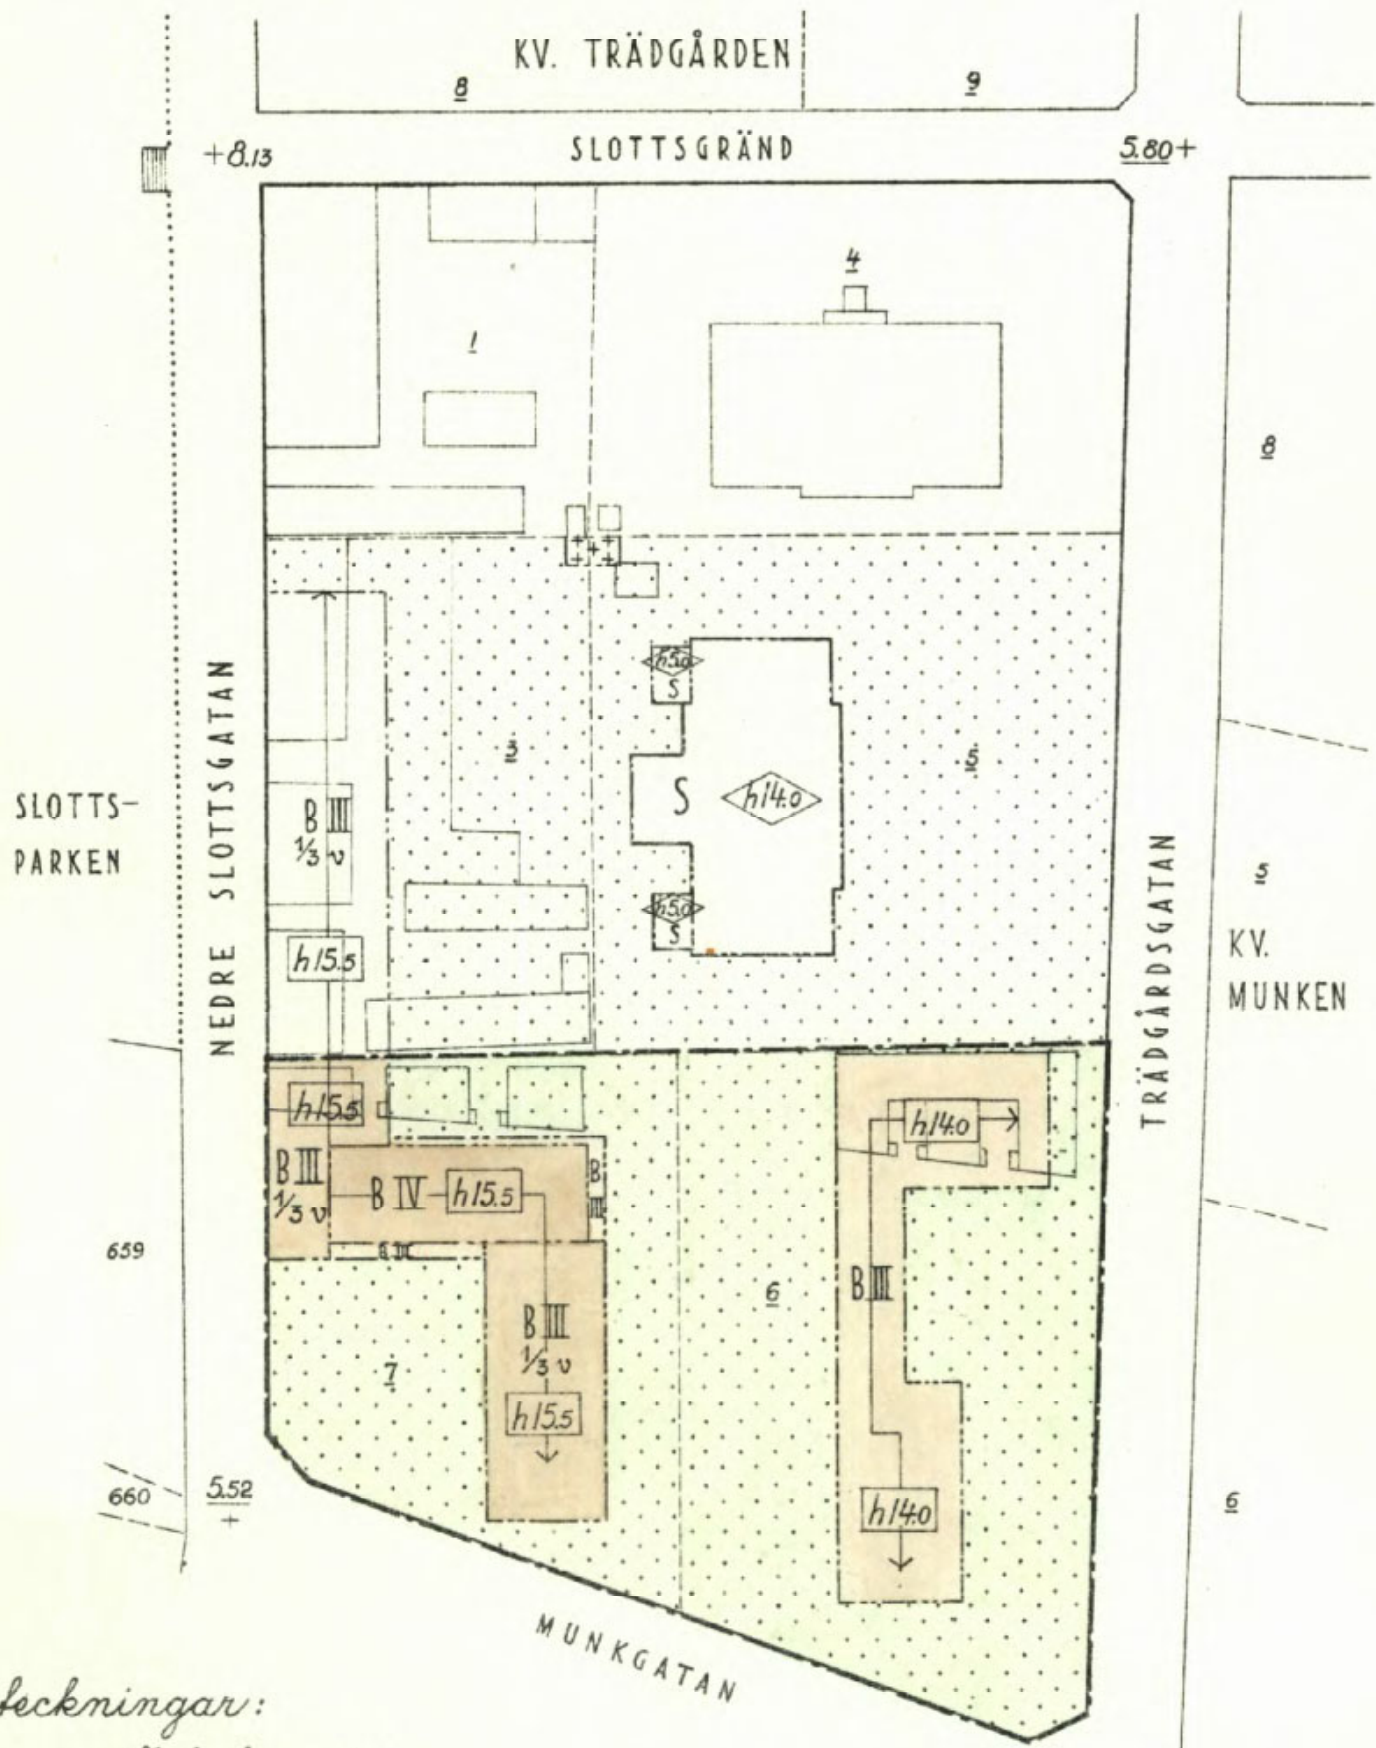 KV. TRÄDGÅRDEN
8
9
+8.13
SLOTTSGRÄND
5.80+
4
1
8
h5.0
S
3
5
S
h14.0
B III
1/3 v
SLOTTS-
PARKEN
NEDRE SLOTTSGATAN
h5.0
S
5
KV.
MUNKEN
TRÄDGÅRDSGATAN
h15.5
h15.5
h14.0
B III
1/3 v
B IV
h15.5
B
III
659
B III
6
B III
B III
1/3 v
7
h15.5
660
5.52
+
h14.0
6
MUNKGATAN
teckningar: